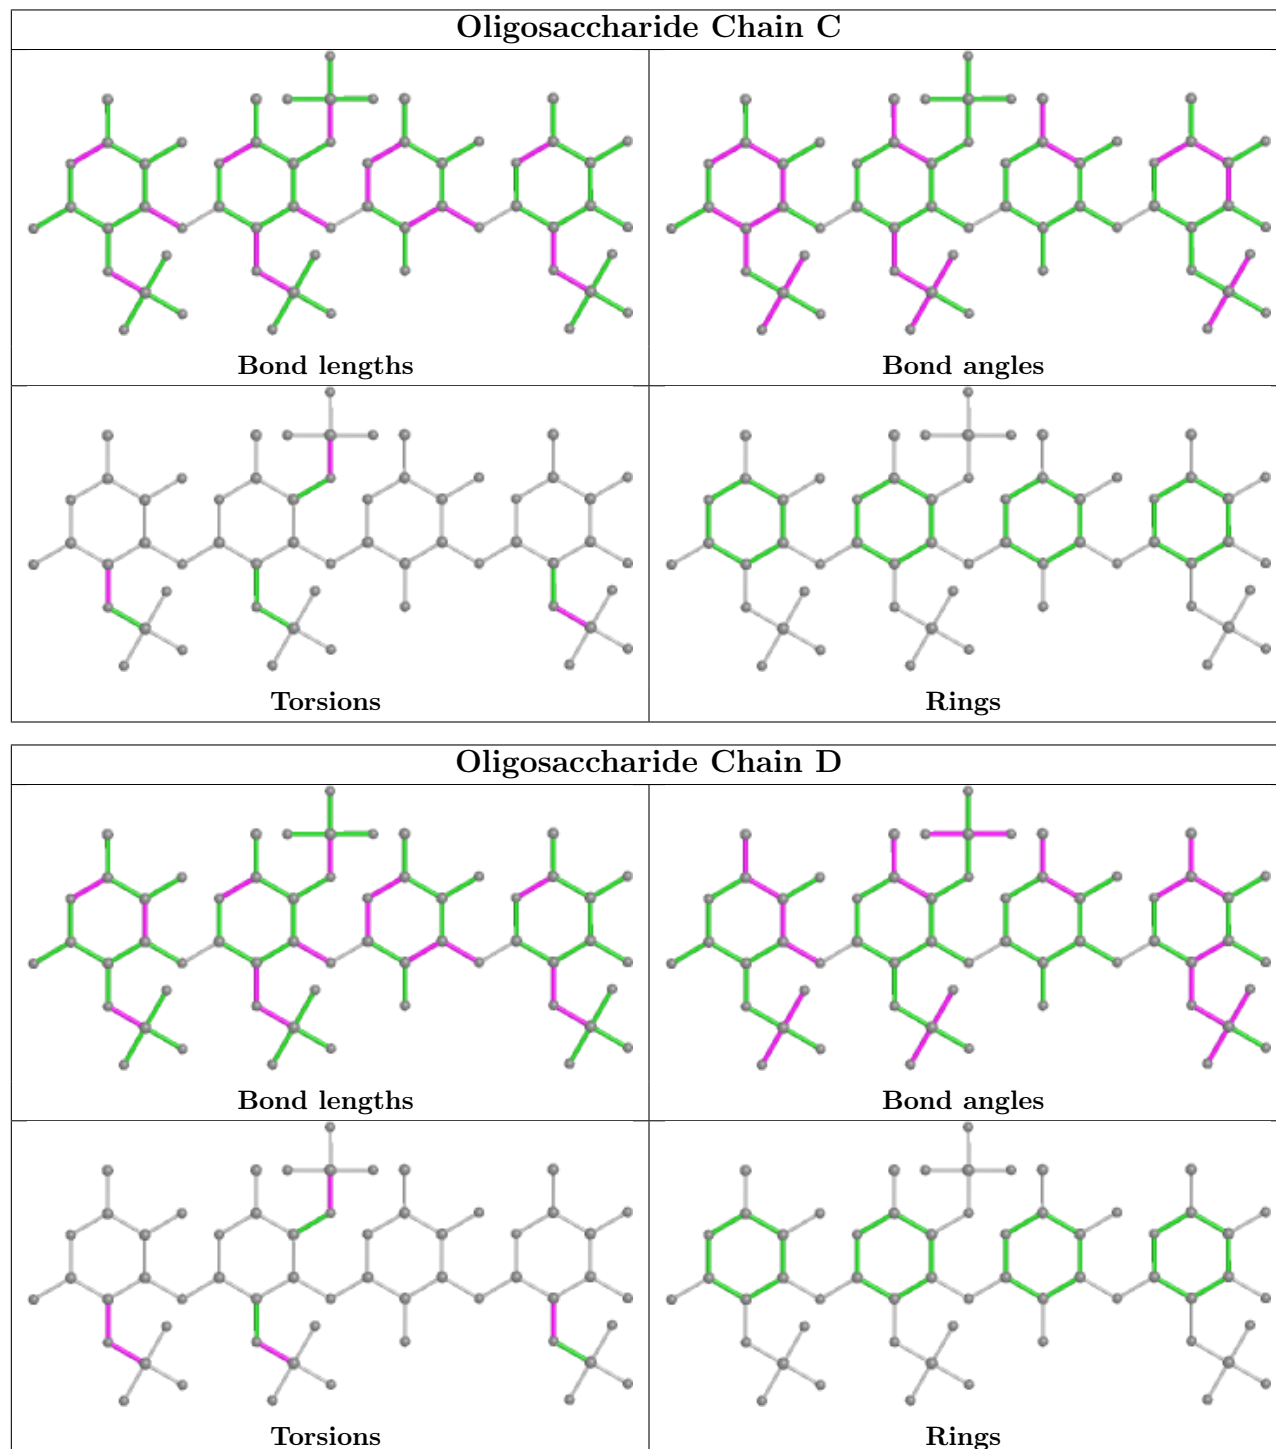 Oligosaccharide Chain C
Bond lengths
Bond angles
Torsions
Rings
Oligosaccharide Chain D
Bond lengths
Bond angles
Torsions
Rings